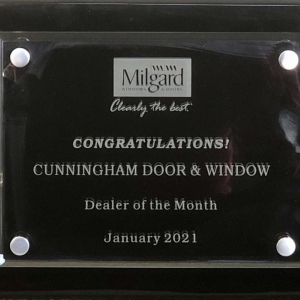 Milgard
WINDOWS & DOORS
Clearly the best.
CONGRATULATIONS!
CUNNINGHAM DOOR & WINDOW
Dealer of the Month
January 2021